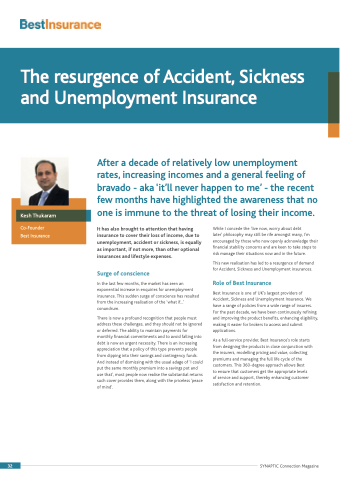 BestInsurance
The resurgence of Accident, Sickness
and Unemployment Insurance
Kesh Thukaram
Co-Founder
Best Insurance
After a decade of relatively low unemployment
rates, increasing incomes and a general feeling of
bravado - aka ‘it’ll never happen to me’ - the recent
few months have highlighted the awareness that no
one is immune to the threat of losing their income.
It has also brought to attention that having
insurance to cover their loss of income, due to
unemployment, accident or sickness, is equally
as important, if not more, than other optional
insurances and lifestyle expenses.
Surge of conscience
In the last few months, the market has seen an
exponential increase in enquiries for unemployment
insurance. This sudden surge of conscience has resulted
from the increasing realisation of the ‘what if...’
conundrum.
There is now a profound recognition that people must
address these challenges, and they should not be ignored
or deferred. The ability to maintain payments for
monthly financial commitments and to avoid falling into
debt is now an urgent necessity. There is an increasing
appreciation that a policy of this type prevents people
from dipping into their savings and contingency funds.
And instead of dismissing with the usual adage of ‘I could
put the same monthly premium into a savings pot and
use that’, most people now realise the substantial returns
such cover provides them, along with the priceless ‘peace
of mind’.
While I concede the ‘live now, worry about debt
later’ philosophy may still be rife amongst many, I’m
encouraged by those who now openly acknowledge their
financial stability concerns and are keen to take steps to
risk manage their situations now and in the future.
This new realisation has led to a resurgence of demand
for Accident, Sickness and Unemployment insurances.
Role of Best Insurance
Best Insurance is one of UK’s largest providers of
Accident, Sickness and Unemployment Insurance. We
have a range of policies from a wide range of insurers.
For the past decade, we have been continuously refining
and improving the product benefits, enhancing eligibility,
making it easier for brokers to access and submit
applications.
As a full-service provider, Best Insurance’s role starts
from designing the products in close conjunction with
the insurers, modelling pricing and value, collecting
premiums and managing the full life cycle of the
customers. This 360-degree approach allows Best
to ensure that customers get the appropriate levels
of service and support, thereby enhancing customer
satisfaction and retention.
SYNAPTIC Connection Magazine